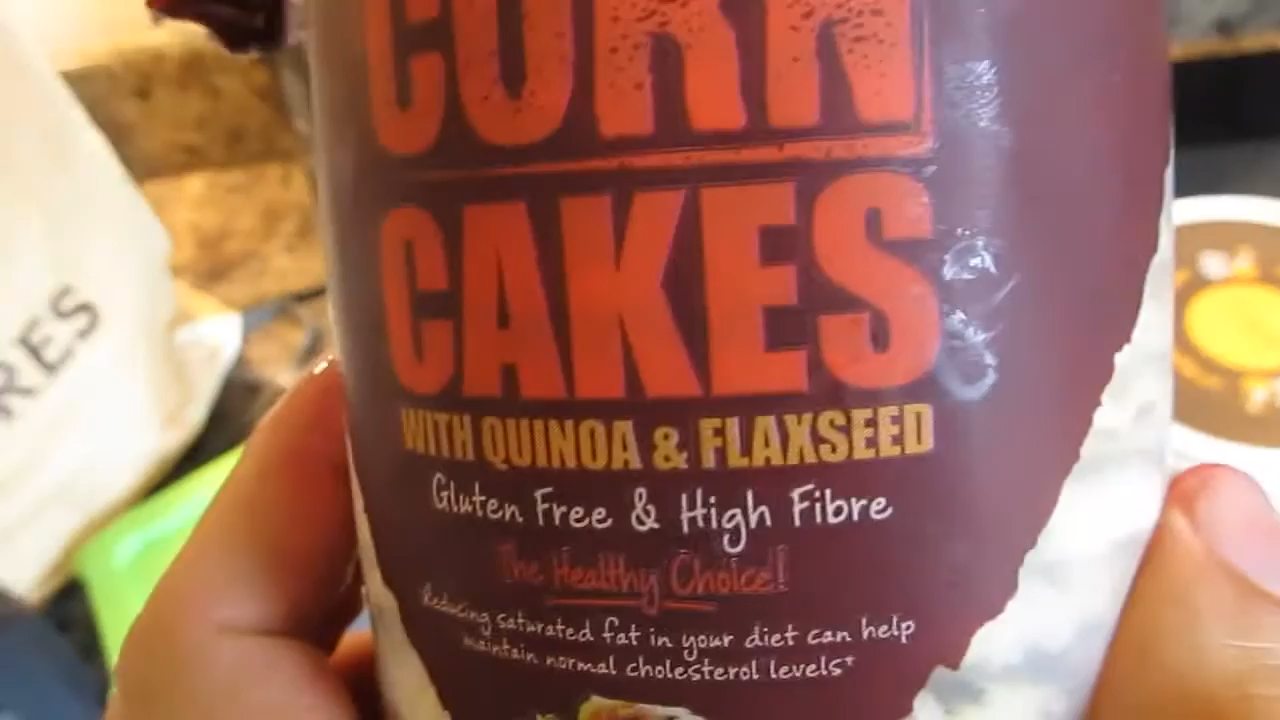 CORN
CAKES
WITH QUINOA & FLAXSEED
Gluten Free & High Fibre
The Healthy Choice!
Reducing saturated fat in your diet can help
maintain normal cholesterol levels*
RES